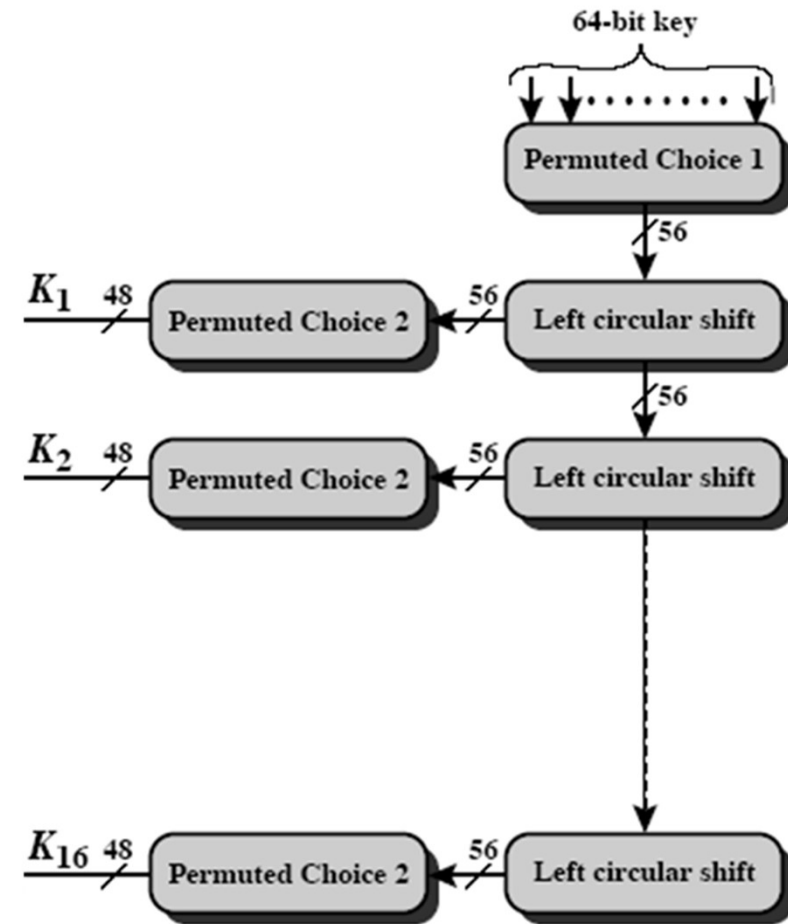 64-bit key
Permuted Choice 1
56
K1 48 Permuted Choice 2 56 Left circular shift
56
K2 48 Permuted Choice 2 56 Left circular shift
K16 48 Permuted Choice 2 56 Left circular shift